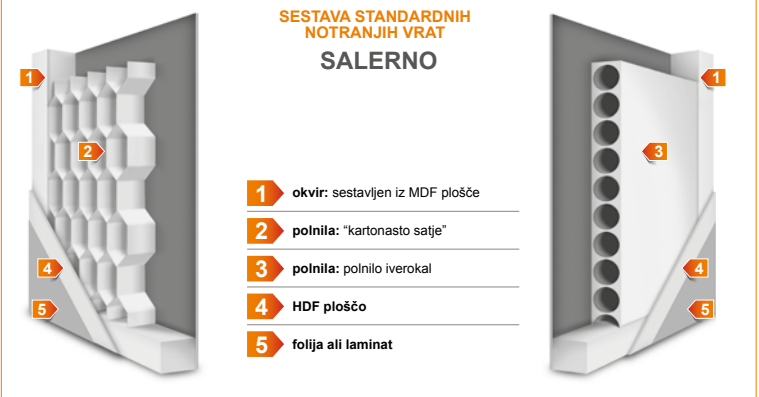 SESTAVA STANDARDNIH
NOTRANJIH VRAT
SALERNO
1
2
4
5
1 okvir: sestavljen iz MDF plošče
2 polnila: “kartonasto satje”
3 polnila: polnilo iverokal
4 HDF ploščo
5 folija ali laminat
1
3
4
5